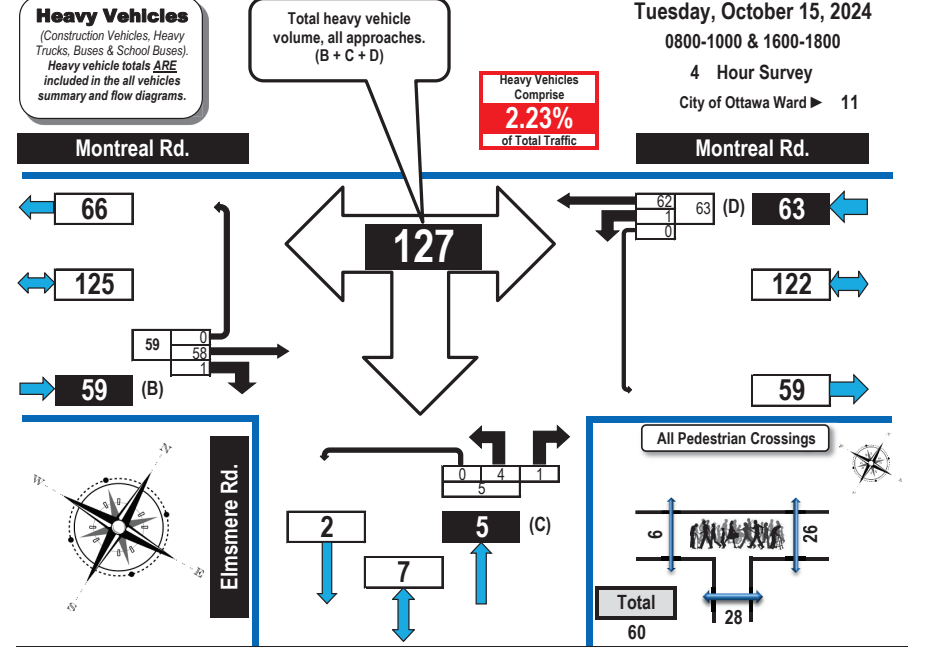 Heavy Vehicles
(Construction Vehicles, Heavy
Trucks, Buses & School Buses).
Heavy vehicle totals ARE
included in the all vehicles
summary and flow diagrams.
Total heavy vehicle
volume, all approaches.
(B + C + D)
Heavy Vehicles
Comprise
2.23%
of Total Traffic
Tuesday, October 15, 2024
0800-1000 & 1600-1800
4 Hour Survey
City of Ottawa Ward 11
Montreal Rd.
Montreal Rd.
66
125
59
0
58
1
59 (B)
127
62
1
0
63
(D)
63
122
59
N
W
E
S
Elmsmere Rd.
0 4 1
5
2
5 (C)
7
All Pedestrian Crossings
6
26
28
Total
60